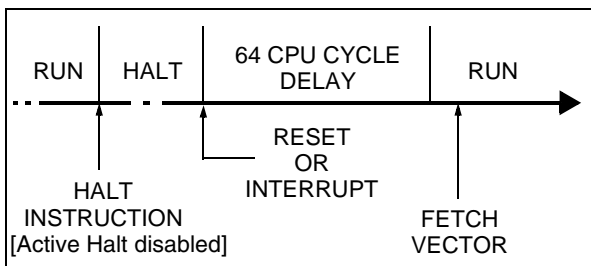 RUN HALT 64 CPU CYCLE DELAY RUN
RESET
OR
INTERRUPT
HALT
INSTRUCTION
[Active Halt disabled]
FETCH
VECTOR